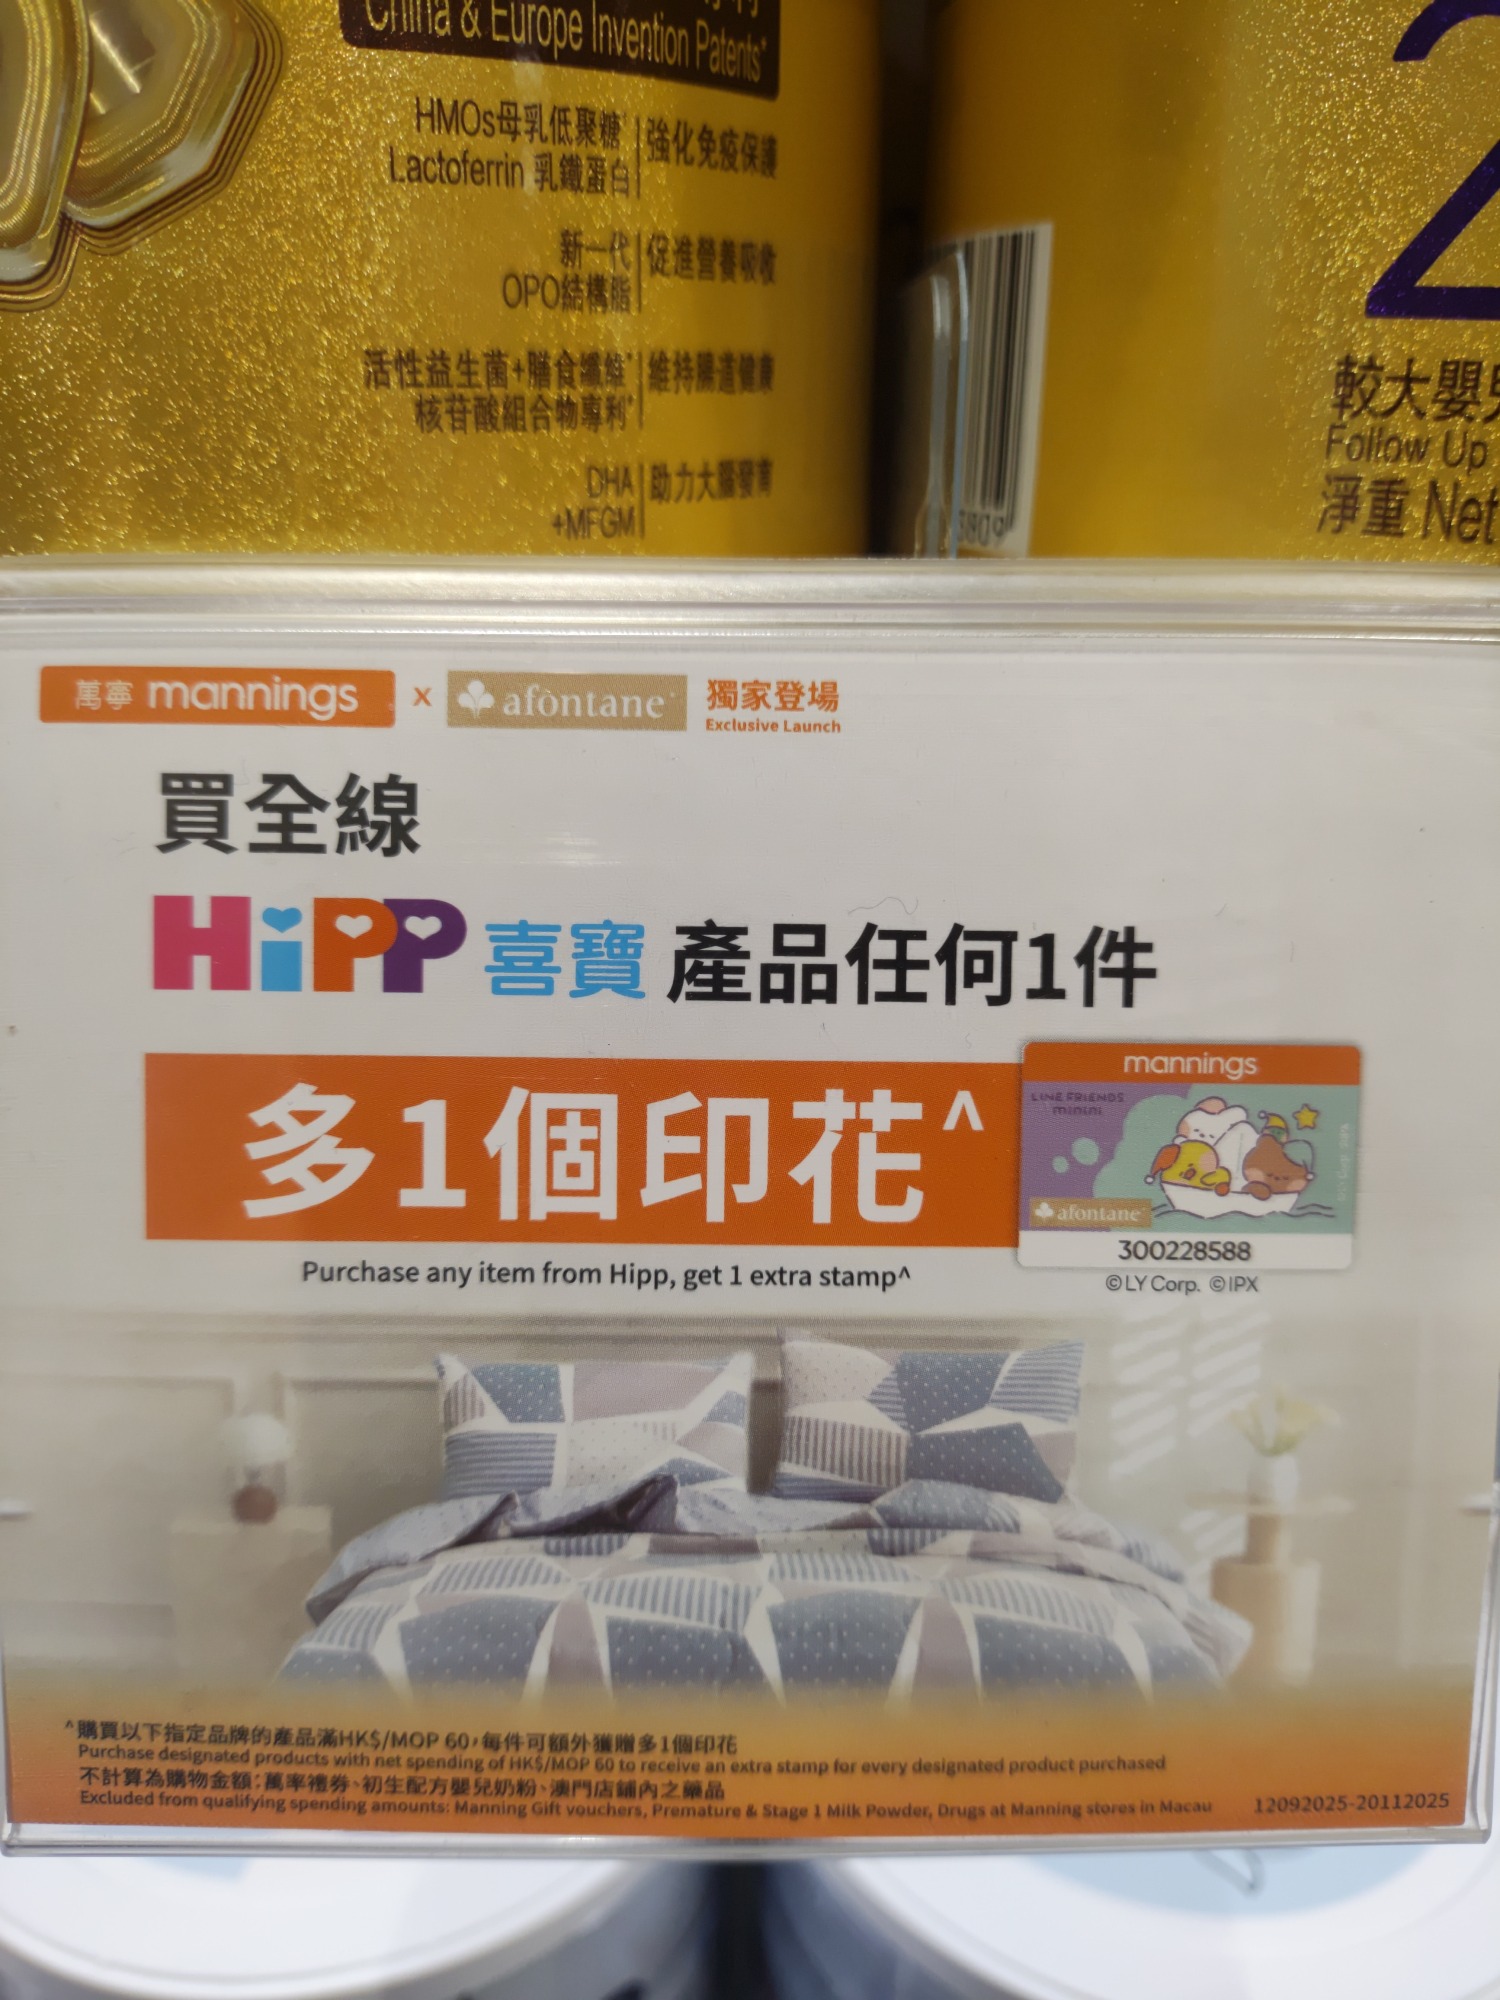 China & Europe Invention Patents*
HMOs母乳低聚糖 強化免疫保護
Lactoferrin 乳鐵蛋白
新一代 促進營養吸收
OPO結構脂
活性益生菌+膳食纖維 維持腸道健康
核苷酸組合物專利*
DHA 助力大腦發育
+MFGM
2
較大嬰
Follow Up
淨重 Net
萬寧 mannings x afontane 獨家登場
Exclusive Launch
買全線
HiPP 喜寶 產品任何1件
多1個印花^
Purchase any item from Hipp, get 1 extra stamp^
mannings
LINE FRIENDS
minini
afontane
300228588
©LY Corp. ©IPX
^購買以下指定品牌的產品滿HK$/MOP 60，每件可額外獲贈多1個印花
Purchase designated products with net spending of HK$/MOP 60 to receive an extra stamp for every designated product purchased
不計算為購物金額：萬寧禮券、初生配方嬰兒奶粉、澳門店鋪內之藥品
Excluded from qualifying spending amounts: Manning Gift vouchers, Premature & Stage 1 Milk Powder, Drugs at Manning stores in Macau 12092025-20112025